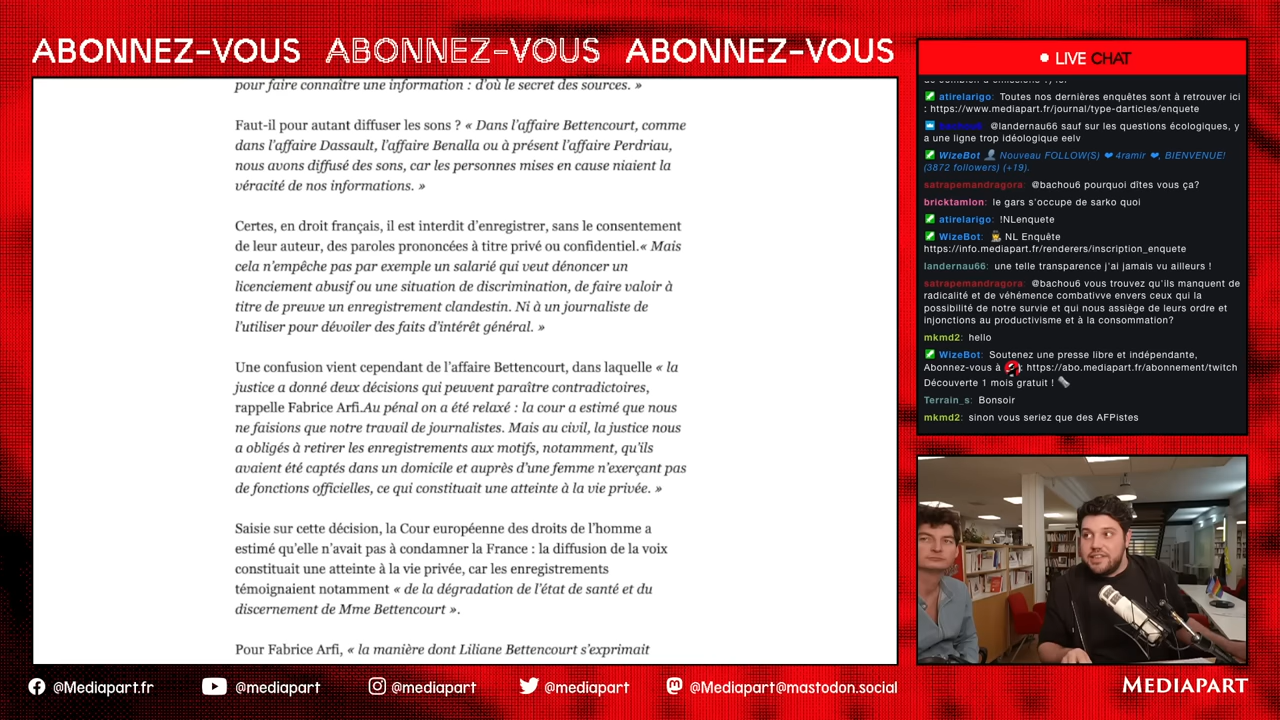 ABONNEZ-VOUS ABONNEZ-VOUS ABONNEZ-VOUS
pour faire connaître une information : d'où le secret des sources. »
Faut-il pour autant diffuser les sons ? « Dans l'affaire Bettencourt, comme
dans l'affaire Dassault, l'affaire Benalla ou à présent l'affaire Perdriau,
nous avons diffusé des sons, car les personnes mises en cause niaient la
véracité de nos informations. »
Certes, en droit français, il est interdit d'enregistrer, sans le consentement
de leur auteur, des paroles prononcées à titre privé ou confidentiel.« Mais
cela n'empêche pas par exemple un salarié qui veut dénoncer un
licenciement abusif ou une situation de discrimination, de faire valoir à
titre de preuve un enregistrement clandestin. Ni à un journaliste de
l'utiliser pour dévoiler des faits d'intérêt général. »
Une confusion vient cependant de l'affaire Bettencourt, dans laquelle « la
justice a donné deux décisions qui peuvent paraître contradictoires,
rappelle Fabrice Arfi.Au pénal on a été relaxé : la cour a estimé que nous
ne faisions que notre travail de journalistes. Mais au civil, la justice nous
a obligés à retirer les enregistrements aux motifs, notamment, qu'ils
avaient été captés dans un domicile et auprès d'une femme n'exerçant pas
de fonctions officielles, ce qui constituait une atteinte à la vie privée. »
Saisie sur cette décision, la Cour européenne des droits de l'homme a
estimé qu'elle n'avait pas à condamner la France : la diffusion de la voix
constituait une atteinte à la vie privée, car les enregistrements
témoignaient notamment « de la dégradation de l'état de santé et du
discernement de Mme Bettencourt ».
Pour Fabrice Arfi, « la manière dont Liliane Bettencourt s'exprimait
LIVE CHAT
atirelarigo: Toutes nos dernières enquêtes sont à retrouver ici
: https://www.mediapart.fr/journal/type-darticles/enquete
bachou6: @landernau66 sauf sur les questions écologiques, y
a une ligne trop idéologique eelv
WizeBot Nouveau FOLLOW(S) ❤ 4ramir ❤, BIENVENUE!
(3872 followers) (+19).
satrapemandragora: @bachou6 pourquoi dîtes vous ça?
bricktamlon: le gars s'occupe de sarko quoi
atirelarigo: !NLenquete
WizeBot: NL Enquête
https://info.mediapart.fr/renderers/inscription_enquete
landernau66: une telle transparence j'ai jamais vu ailleurs !
satrapemandragora: @bachou6 vous trouvez qu'ils manquent de
radicalité et de véhémence combattivve envers ceux qui la
possibilité de notre survie et qui nous assiège de leurs ordre et
injonctions au productivisme et à la consommation?
mkmd2: hello
WizeBot: Soutenez une presse libre et indépendante,
Abonnez-vous à : https://abo.mediapart.fr/abonnement/twitch
Découverte 1 mois gratuit !
Terrain_s: Bonsoir
mkmd2: sinon vous seriez que des AFPistes
@Mediapart.fr @mediapart @mediapart @mediapart @Mediapart@mastodon.social
MEDIAPART